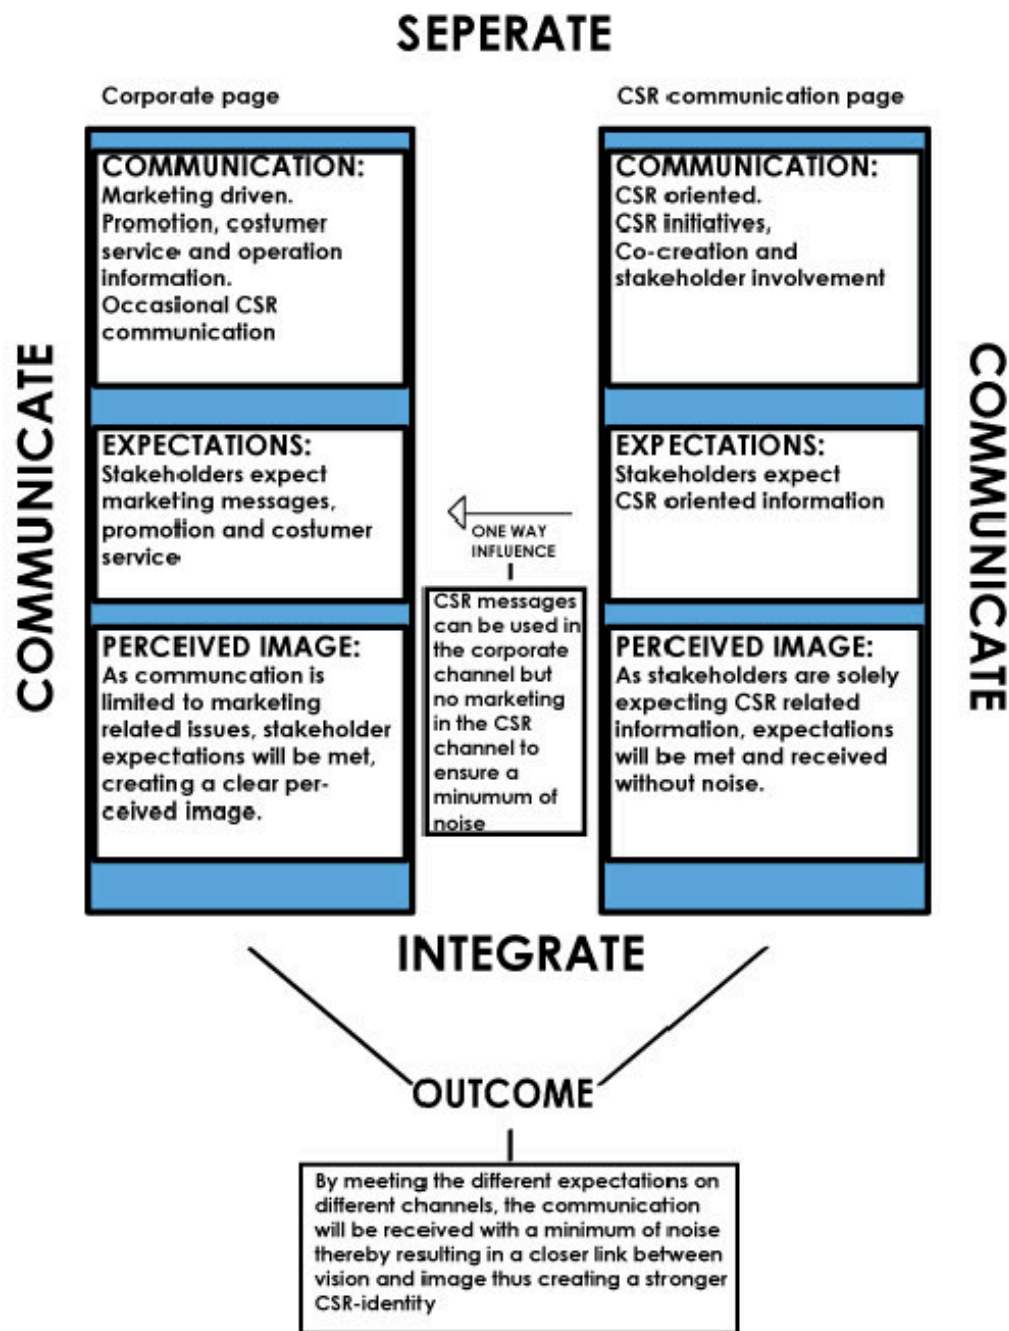 SEPERATE
Corporate page
CSR communication page
COMMUNICATE
COMMUNICATION:
Marketing driven.
Promotion, costumer
service and operation
information.
Occasional CSR
communication
EXPECTATIONS:
Stakeholders expect
marketing messages,
promotion and costumer
service
PERCEIVED IMAGE:
As communcation is
limited to marketing
related issues, stakeholder
expectations will be met,
creating a clear per-
ceived image.
ONE WAY
INFLUENCE
CSR messages
can be used in
the corporate
channel but
no marketing
in the CSR
channel to
ensure a
minumum of
noise
COMMUNICATION:
CSR oriented.
CSR initiatives,
Co-creation and
stakeholder involvement
EXPECTATIONS:
Stakeholders expect
CSR oriented information
PERCEIVED IMAGE:
As stakeholders are solely
expecting CSR related
information, expectations
will be met and received
without noise.
COMMUNICATE
INTEGRATE
OUTCOME
By meeting the different expectations on
different channels, the communication
will be received with a minimum of noise
thereby resulting in a closer link between
vision and image thus creating a stronger
CSR-identity